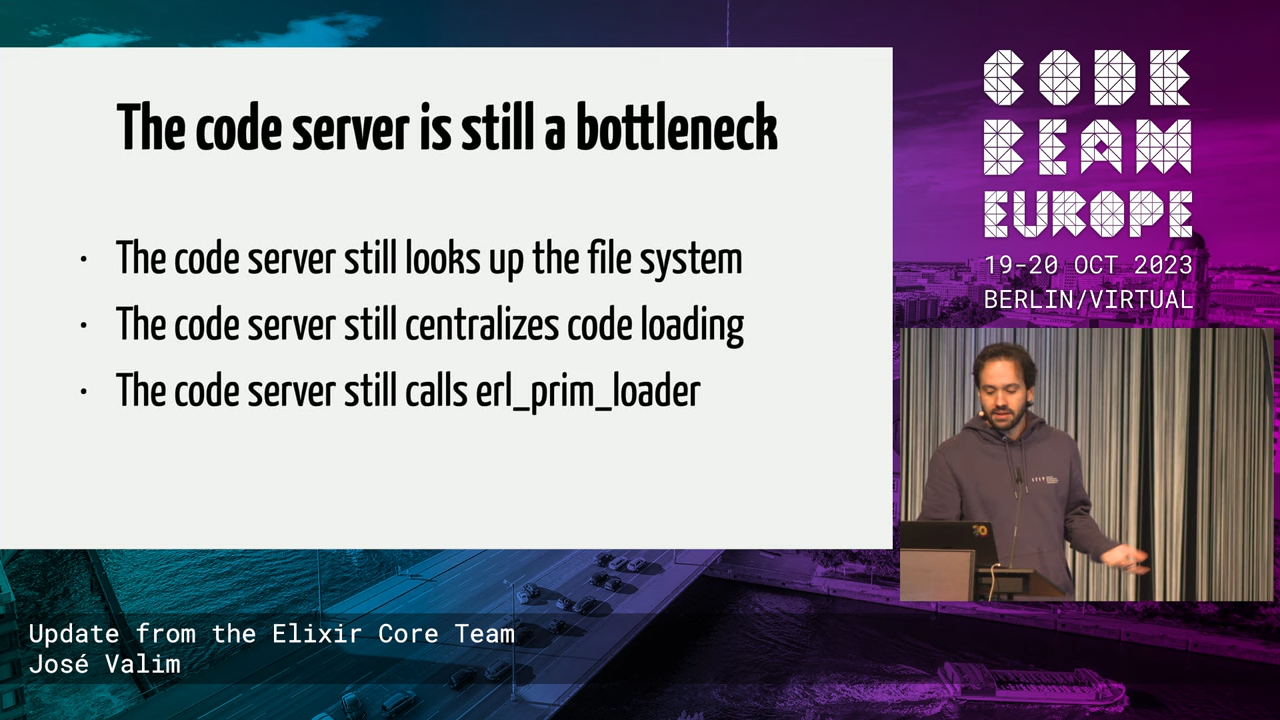 The code server is still a bottleneck
· The code server still looks up the file system
· The code server still centralizes code loading
· The code server still calls erl_prim_loader
CODE
BEAM
EUROPE
19-20 OCT 2023
BERLIN/VIRTUAL
Update from the Elixir Core Team
José Valim